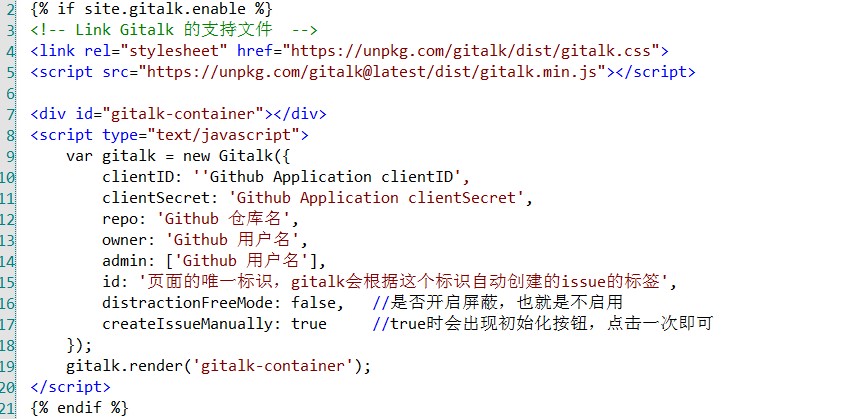 2 {% if site.gitalk.enable %}
3 <!-- Link Gitalk 的支持文件  -->
4 <link rel="stylesheet" href="https://unpkg.com/gitalk/dist/gitalk.css">
5 <script src="https://unpkg.com/gitalk@latest/dist/gitalk.min.js"></script>
6
7 <div id="gitalk-container"></div>
8 <script type="text/javascript">
9     var gitalk = new Gitalk({
10         clientID: ''Github Application clientID',
11         clientSecret: 'Github Application clientSecret',
12         repo: 'Github 仓库名',
13         owner: 'Github 用户名',
14         admin: ['Github 用户名'],
15         id: '页面的唯一标识，gitalk会根据这个标识自动创建的issue的标签',
16         distractionFreeMode: false,   //是否开启屏蔽，也就是不启用
17         createIssueManually: true     //true时会出现初始化按钮，点击一次即可
18     });
19     gitalk.render('gitalk-container');
20 </script>
21 {% endif %}